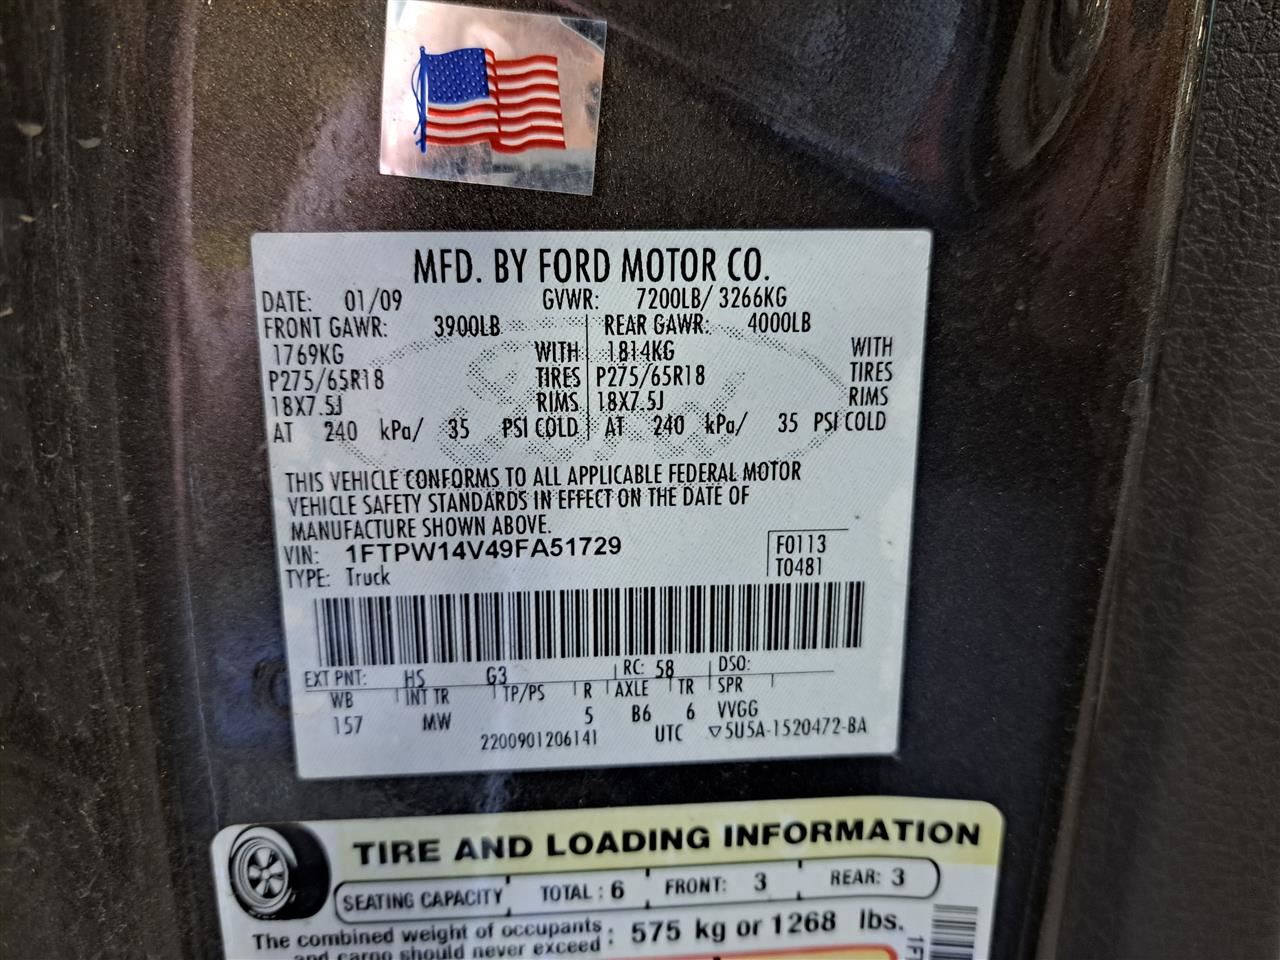 MFD. BY FORD MOTOR CO.
DATE: 01/09 GVWR: 7200LB/ 3266KG
FRONT GAWR: 3900LB REAR GAWR: 4000LB
1769KG WITH 1814KG WITH
P275/65R18 TIRES P275/65R18 TIRES
18X7.5J RIMS 18X7.5J RIMS
AT 240 kPa/ 35 PSI COLD AT 240 kPa/ 35 PSI COLD
THIS VEHICLE CONFORMS TO ALL APPLICABLE FEDERAL MOTOR
VEHICLE SAFETY STANDARDS IN EFFECT ON THE DATE OF
MANUFACTURE SHOWN ABOVE.
VIN: 1FTPW14V49FA51729 F0113
TYPE: Truck T0481
EXT PNT: HS G3 RC: 58 DSO:
WB INT TR TP/PS R AXLE TR SPR
157 MW 5 B6 6 VVGG
2200901206141 UTC ▽5U5A-1520472-BA
TIRE AND LOADING INFORMATION
SEATING CAPACITY TOTAL : 6 FRONT: 3 REAR: 3
The combined weight of occupants
and cargo should never exceed : 575 kg or 1268 lbs.